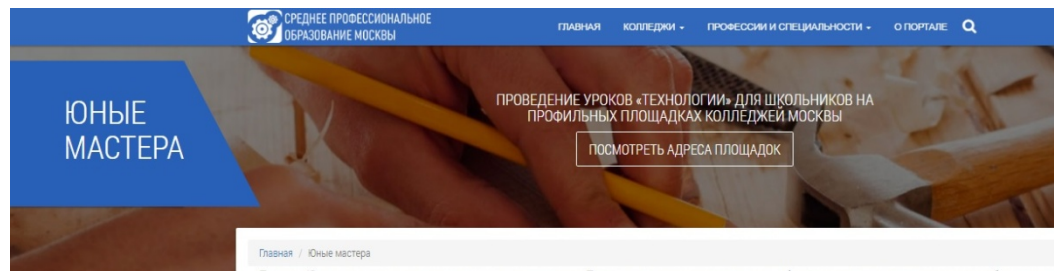 СРЕДНЕЕ ПРОФЕССИОНАЛЬНОЕ
ОБРАЗОВАНИЕ МОСКВЫ
ГЛАВНАЯ КОЛЛЕДЖИ ПРОФЕССИИ И СПЕЦИАЛЬНОСТИ О ПОРТАЛЕ
ЮНЫЕ
МАСТЕРА
ПРОВЕДЕНИЕ УРОКОВ «ТЕХНОЛОГИИ» ДЛЯ ШКОЛЬНИКОВ НА
ПРОФИЛЬНЫХ ПЛОЩАДКАХ КОЛЛЕДЖЕЙ МОСКВЫ
ПОСМОТРЕТЬ АДРЕСА ПЛОЩАДОК
Главная / Юные мастера